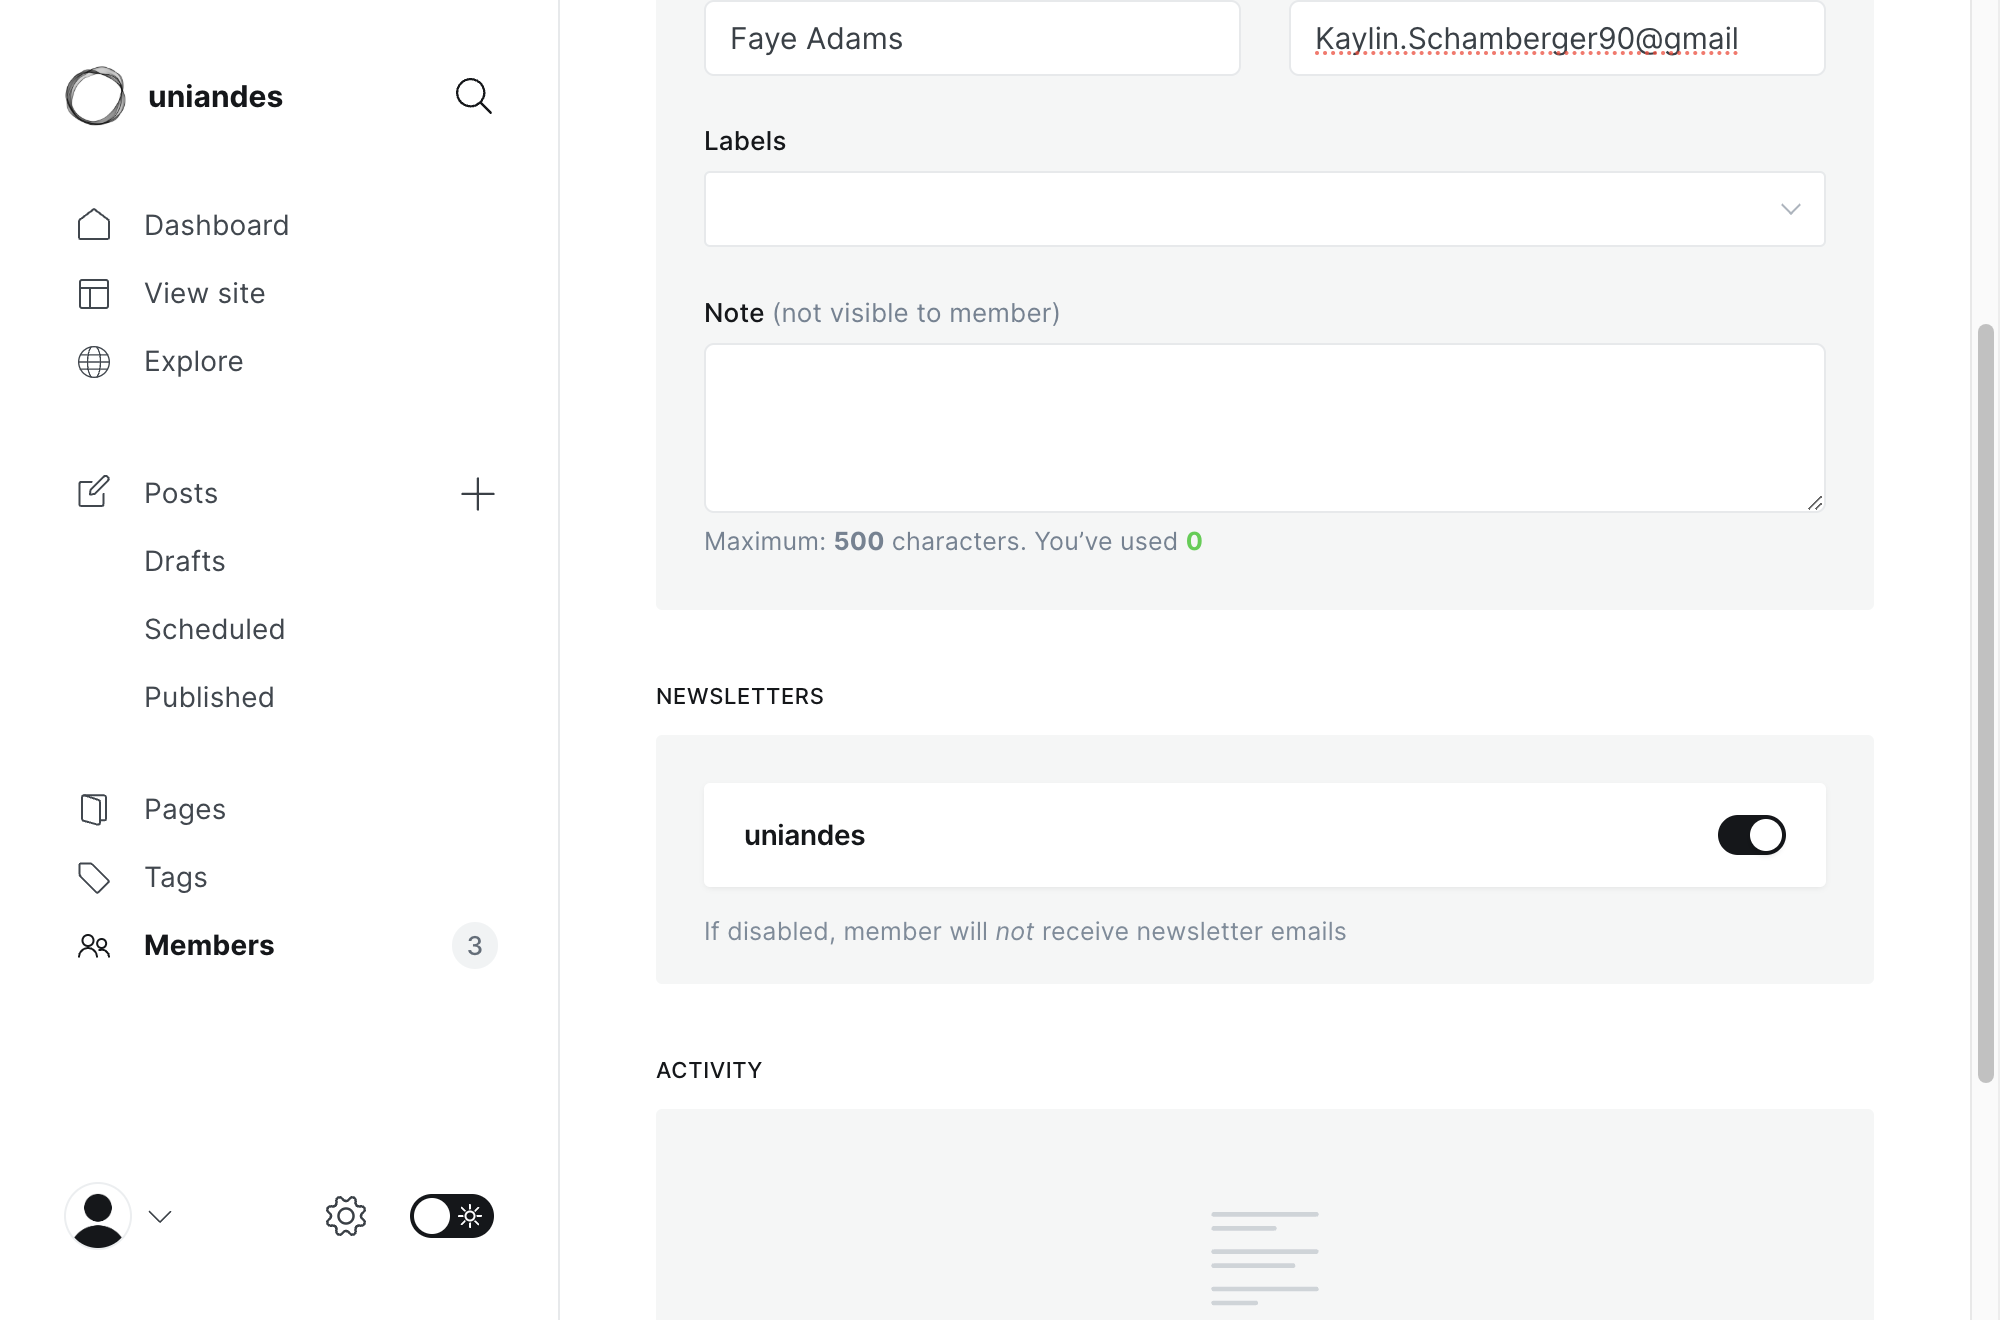 uniandes
Dashboard
View site
Explore
Posts
Drafts
Scheduled
Published
Pages
Tags
Members 3
Faye Adams
Kaylin.Schamberger90@gmail
Labels
Note (not visible to member)
Maximum: 500 characters. You’ve used 0
NEWSLETTERS
uniandes
If disabled, member will not receive newsletter emails
ACTIVITY